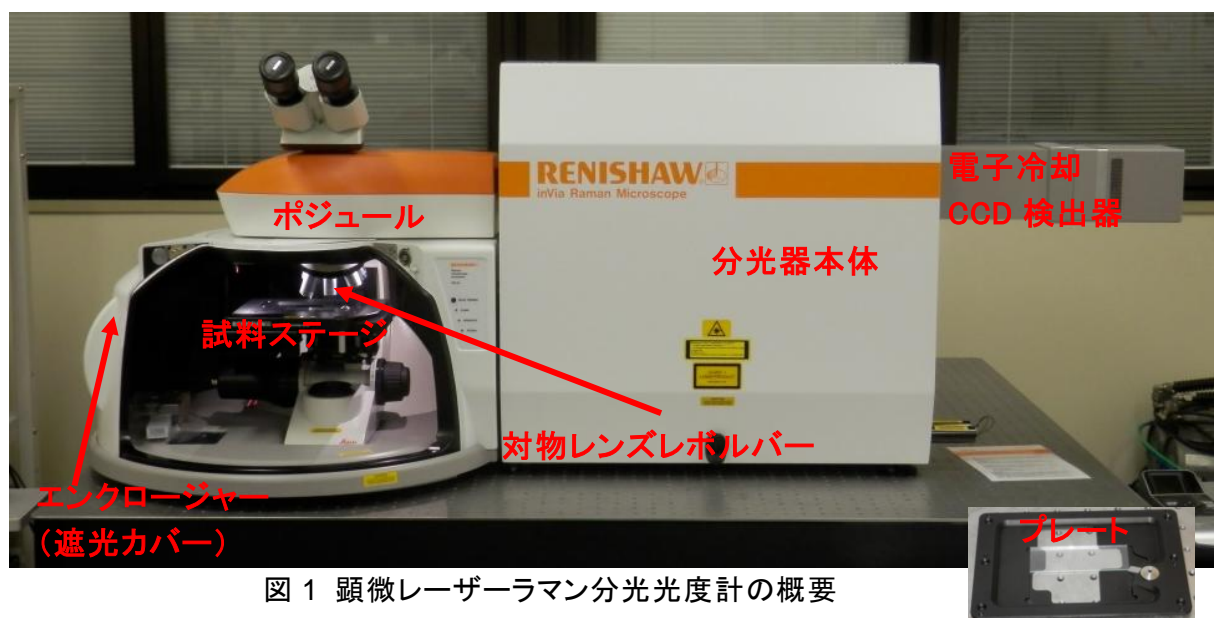 RENISHAW
inVia Raman Microscope
電子冷却
CCD 検出器
ポジュール
分光器本体
試料ステージ
対物レンズレボルバー
エンクロージャー
（遮光カバー）
プレート
図 1 顕微レーザーラマン分光光度計の概要